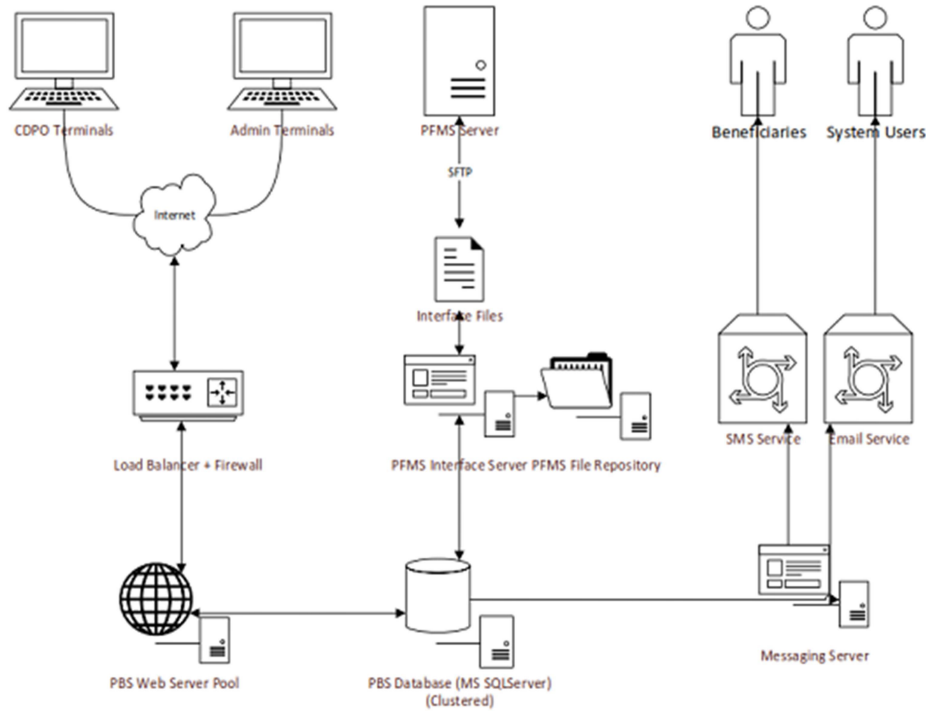 CDPO Terminals
Admin Terminals
PFMS Server
Beneficiaries
System Users
SFTP
Internet
Interface Files
SMS Service
Email Service
Load Balancer + Firewall
PFMS Interface Server
PFMS File Repository
Messaging Server
PBS Web Server Pool
PBS Database (MS SQLServer)
(Clustered)